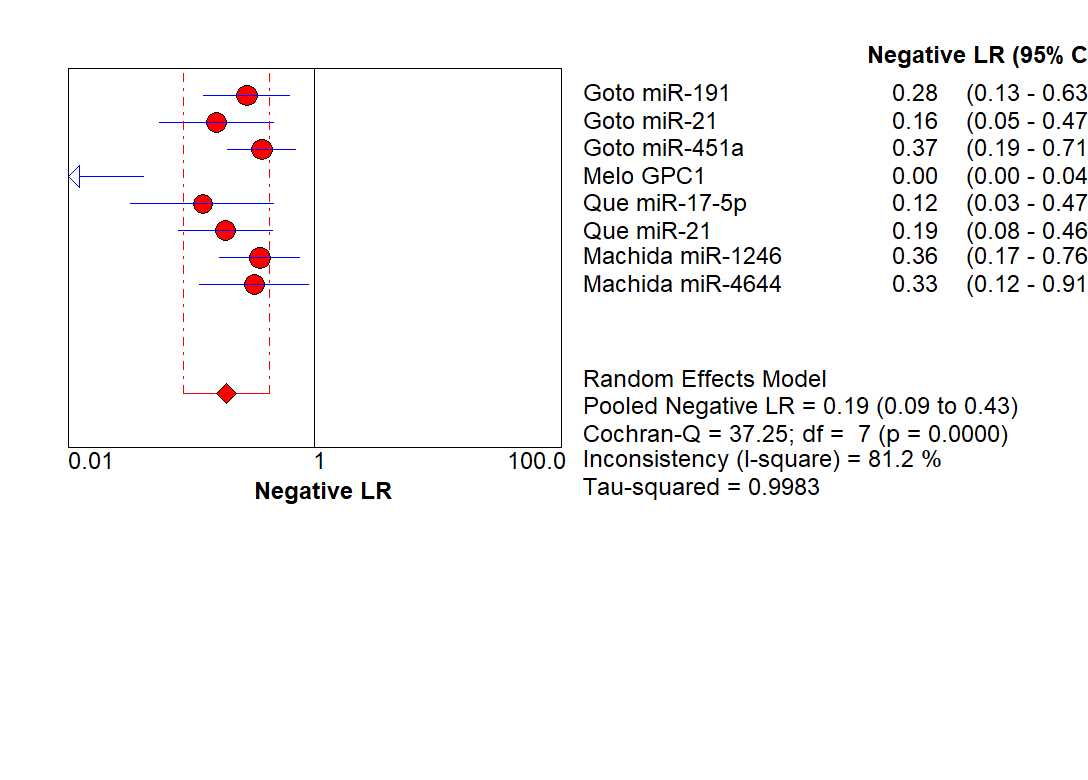 Negative LR (95% C
Goto miR-191 0.28 (0.13 - 0.63
Goto miR-21 0.16 (0.05 - 0.47
Goto miR-451a 0.37 (0.19 - 0.71
Melo GPC1 0.00 (0.00 - 0.04
Que miR-17-5p 0.12 (0.03 - 0.47
Que miR-21 0.19 (0.08 - 0.46
Machida miR-1246 0.36 (0.17 - 0.76
Machida miR-4644 0.33 (0.12 - 0.91
Random Effects Model
Pooled Negative LR = 0.19 (0.09 to 0.43)
Cochran-Q = 37.25; df = 7 (p = 0.0000)
Inconsistency (I-square) = 81.2 %
Tau-squared = 0.9983
0.01 1 100.0
Negative LR